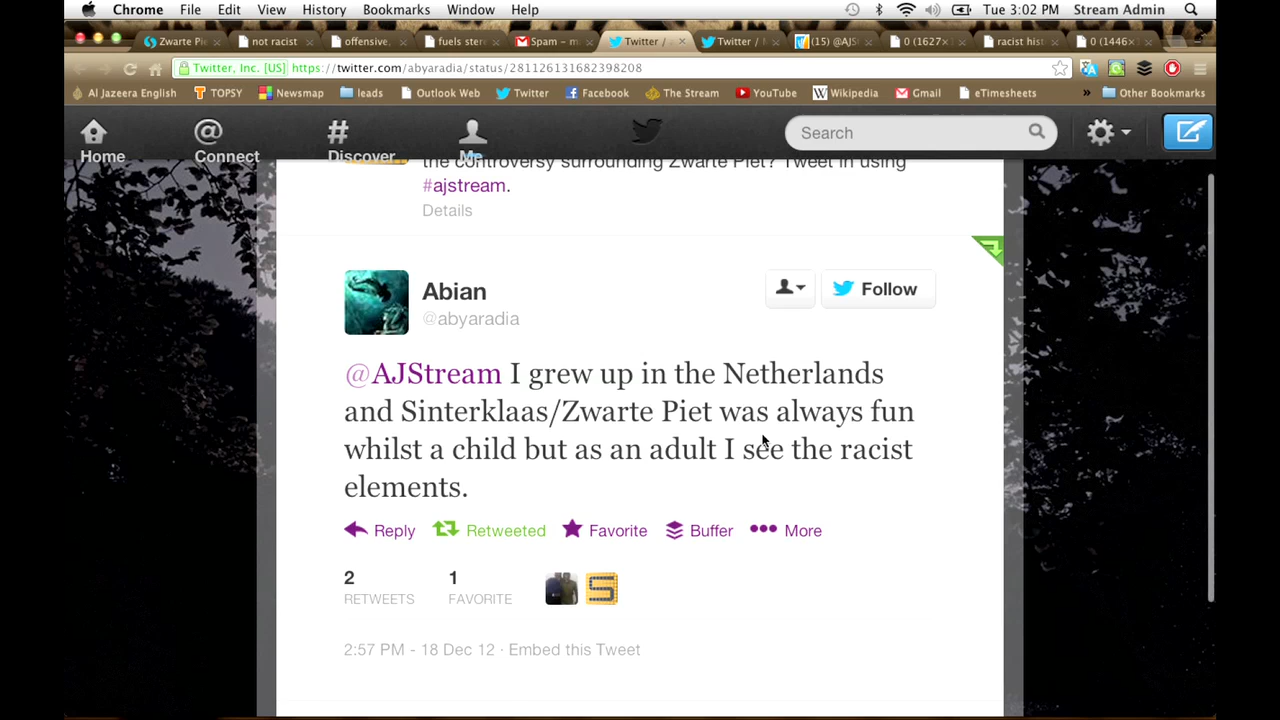 Chrome File Edit View History Bookmarks Window Help Tue 3:02 PM Stream Admin
Zwarte Pi not racist offensive, fuels ster Spam – m Twitter / Twitter / (15) @AJS 0 (1627× racist hist 0 (1446×
Twitter, Inc. [US] https://twitter.com/abyaradia/status/281126131682398208
Al Jazeera English TOPSY Newsmap leads Outlook Web Twitter Facebook The Stream YouTube Wikipedia Gmail eTimesheets » Other Bookmarks
Home Connect Discover Me Search
the controversy surrounding Zwarte Piet? Tweet in using
#ajstream.
Details
Abian
@abyaradia
Follow
@AJStream I grew up in the Netherlands
and Sinterklaas/Zwarte Piet was always fun
whilst a child but as an adult I see the racist
elements.
Reply Retweeted Favorite Buffer More
2 1
RETWEETS FAVORITE
2:57 PM - 18 Dec 12 · Embed this Tweet